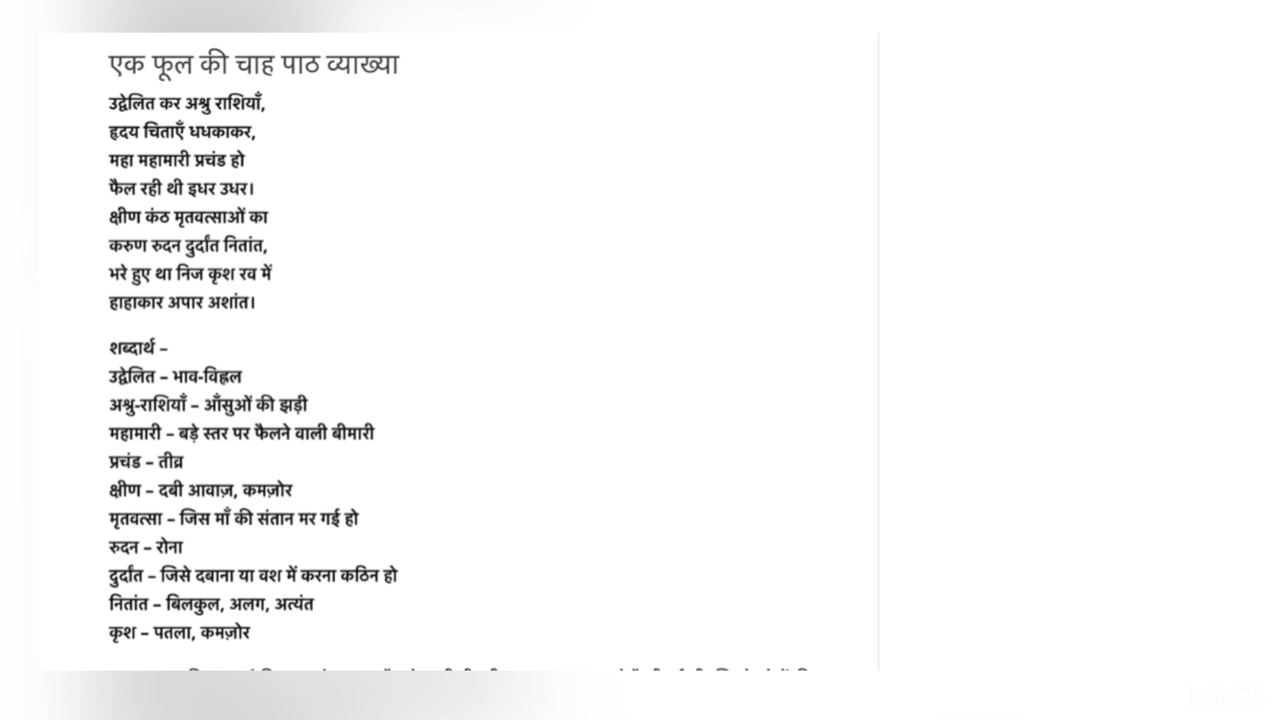 एक फूल की चाह पाठ व्याख्या
उद्वेलित कर अश्रु राशियाँ,
हृदय चिताएँ धधकाकर,
महा महामारी प्रचंड हो
फैल रही थी इधर उधर।
क्षीण कंठ मृतवत्साओं का
करुण रुदन दुर्दांत नितांत,
भरे हुए था निज कृश रव में
हाहाकार अपार अशांत।
शब्दार्थ –
उद्वेलित – भाव-विह्वल
अश्रु-राशियाँ – आँसुओं की झड़ी
महामारी – बड़े स्तर पर फैलने वाली बीमारी
प्रचंड – तीव्र
क्षीण – दबी आवाज़, कमज़ोर
मृतवत्सा – जिस माँ की संतान मर गई हो
रुदन – रोना
दुर्दांत – जिसे दबाना या वश में करना कठिन हो
नितांत – बिलकुल, अलग, अत्यंत
कृश – पतला, कमज़ोर